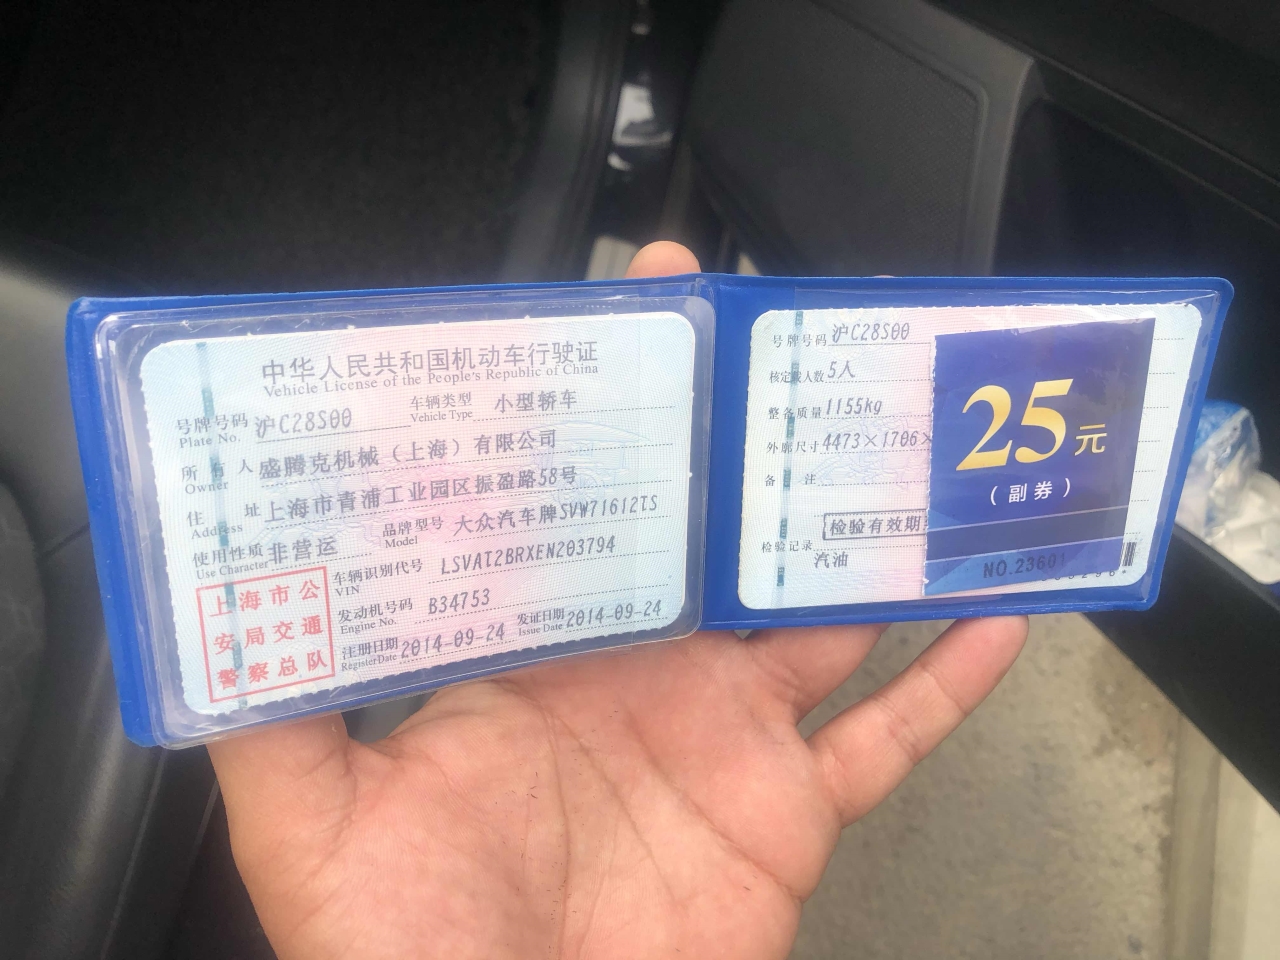 中华人民共和国机动车行驶证
Vehicle License of the People's Republic of China
号牌号码 沪C28S00 车辆类型 小型轿车
Plate No. Vehicle Type
所有人 盛腾克机械（上海）有限公司
Owner
住址 上海市青浦工业园区振盈路58号
Address
使用性质 非营运 品牌型号 大众汽车牌SVW71612TS
Use Character Model
上海市公
安局交通
警察总队
车辆识别代号 LSVAT2BRXEN203794
VIN
发动机号码 B34753
Engine No.
注册日期 2014-09-24 发证日期 2014-09-24
Register Date Issue Date
号牌号码 沪C28S00
核定载人数 5人
整备质量 1155kg
外廓尺寸 4473×1706×
备注
检验有效期
检验记录
汽油
25元
（副券）
NO.23601